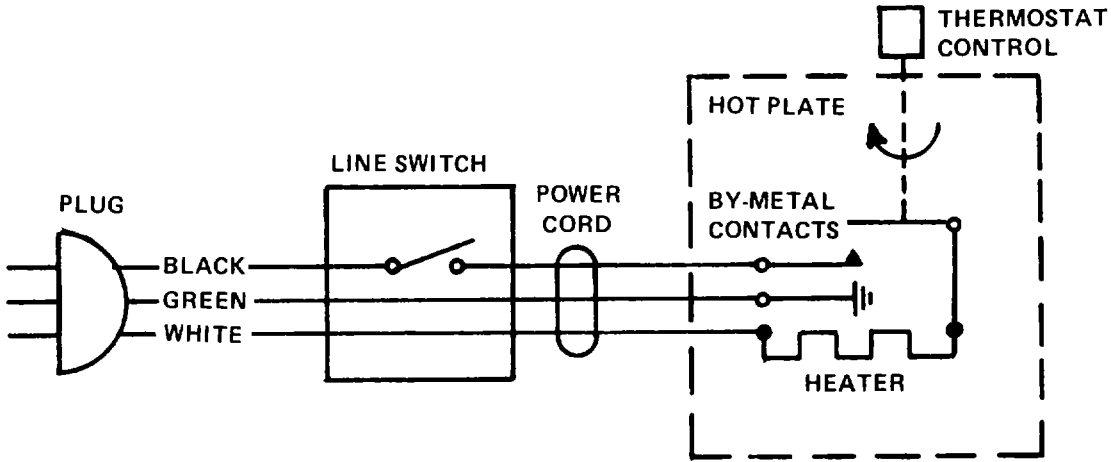 THERMOSTAT
CONTROL
HOT PLATE
LINE SWITCH
POWER
CORD
PLUG
BY-METAL
CONTACTS
BLACK
GREEN
WHITE
HEATER